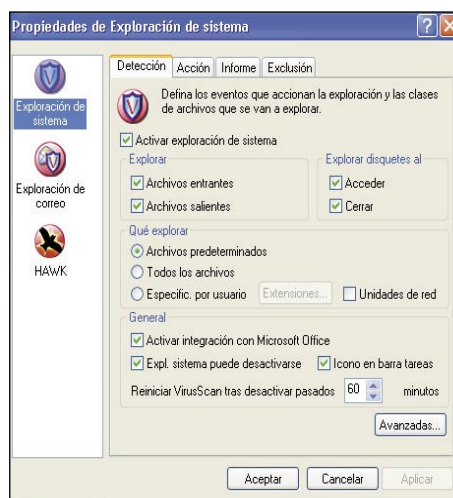 Propiedades de Exploración de sistema
Exploración de
sistema
Exploración de
correo
HAWK
Detección Acción Informe Exclusión
Defina los eventos que accionan la exploración y las clases
de archivos que se van a explorar.
Activar exploración de sistema
Explorar
Archivos entrantes
Archivos salientes
Explorar disquetes al
Acceder
Cerrar
Qué explorar
Archivos predeterminados
Todos los archivos
Especific. por usuario Extensiones... Unidades de red
General
Activar integración con Microsoft Office
Expl. sistema puede desactivarse Icono en barra tareas
Reiniciar VirusScan tras desactivar pasados 60 minutos
Avanzadas...
Aceptar Cancelar Aplicar